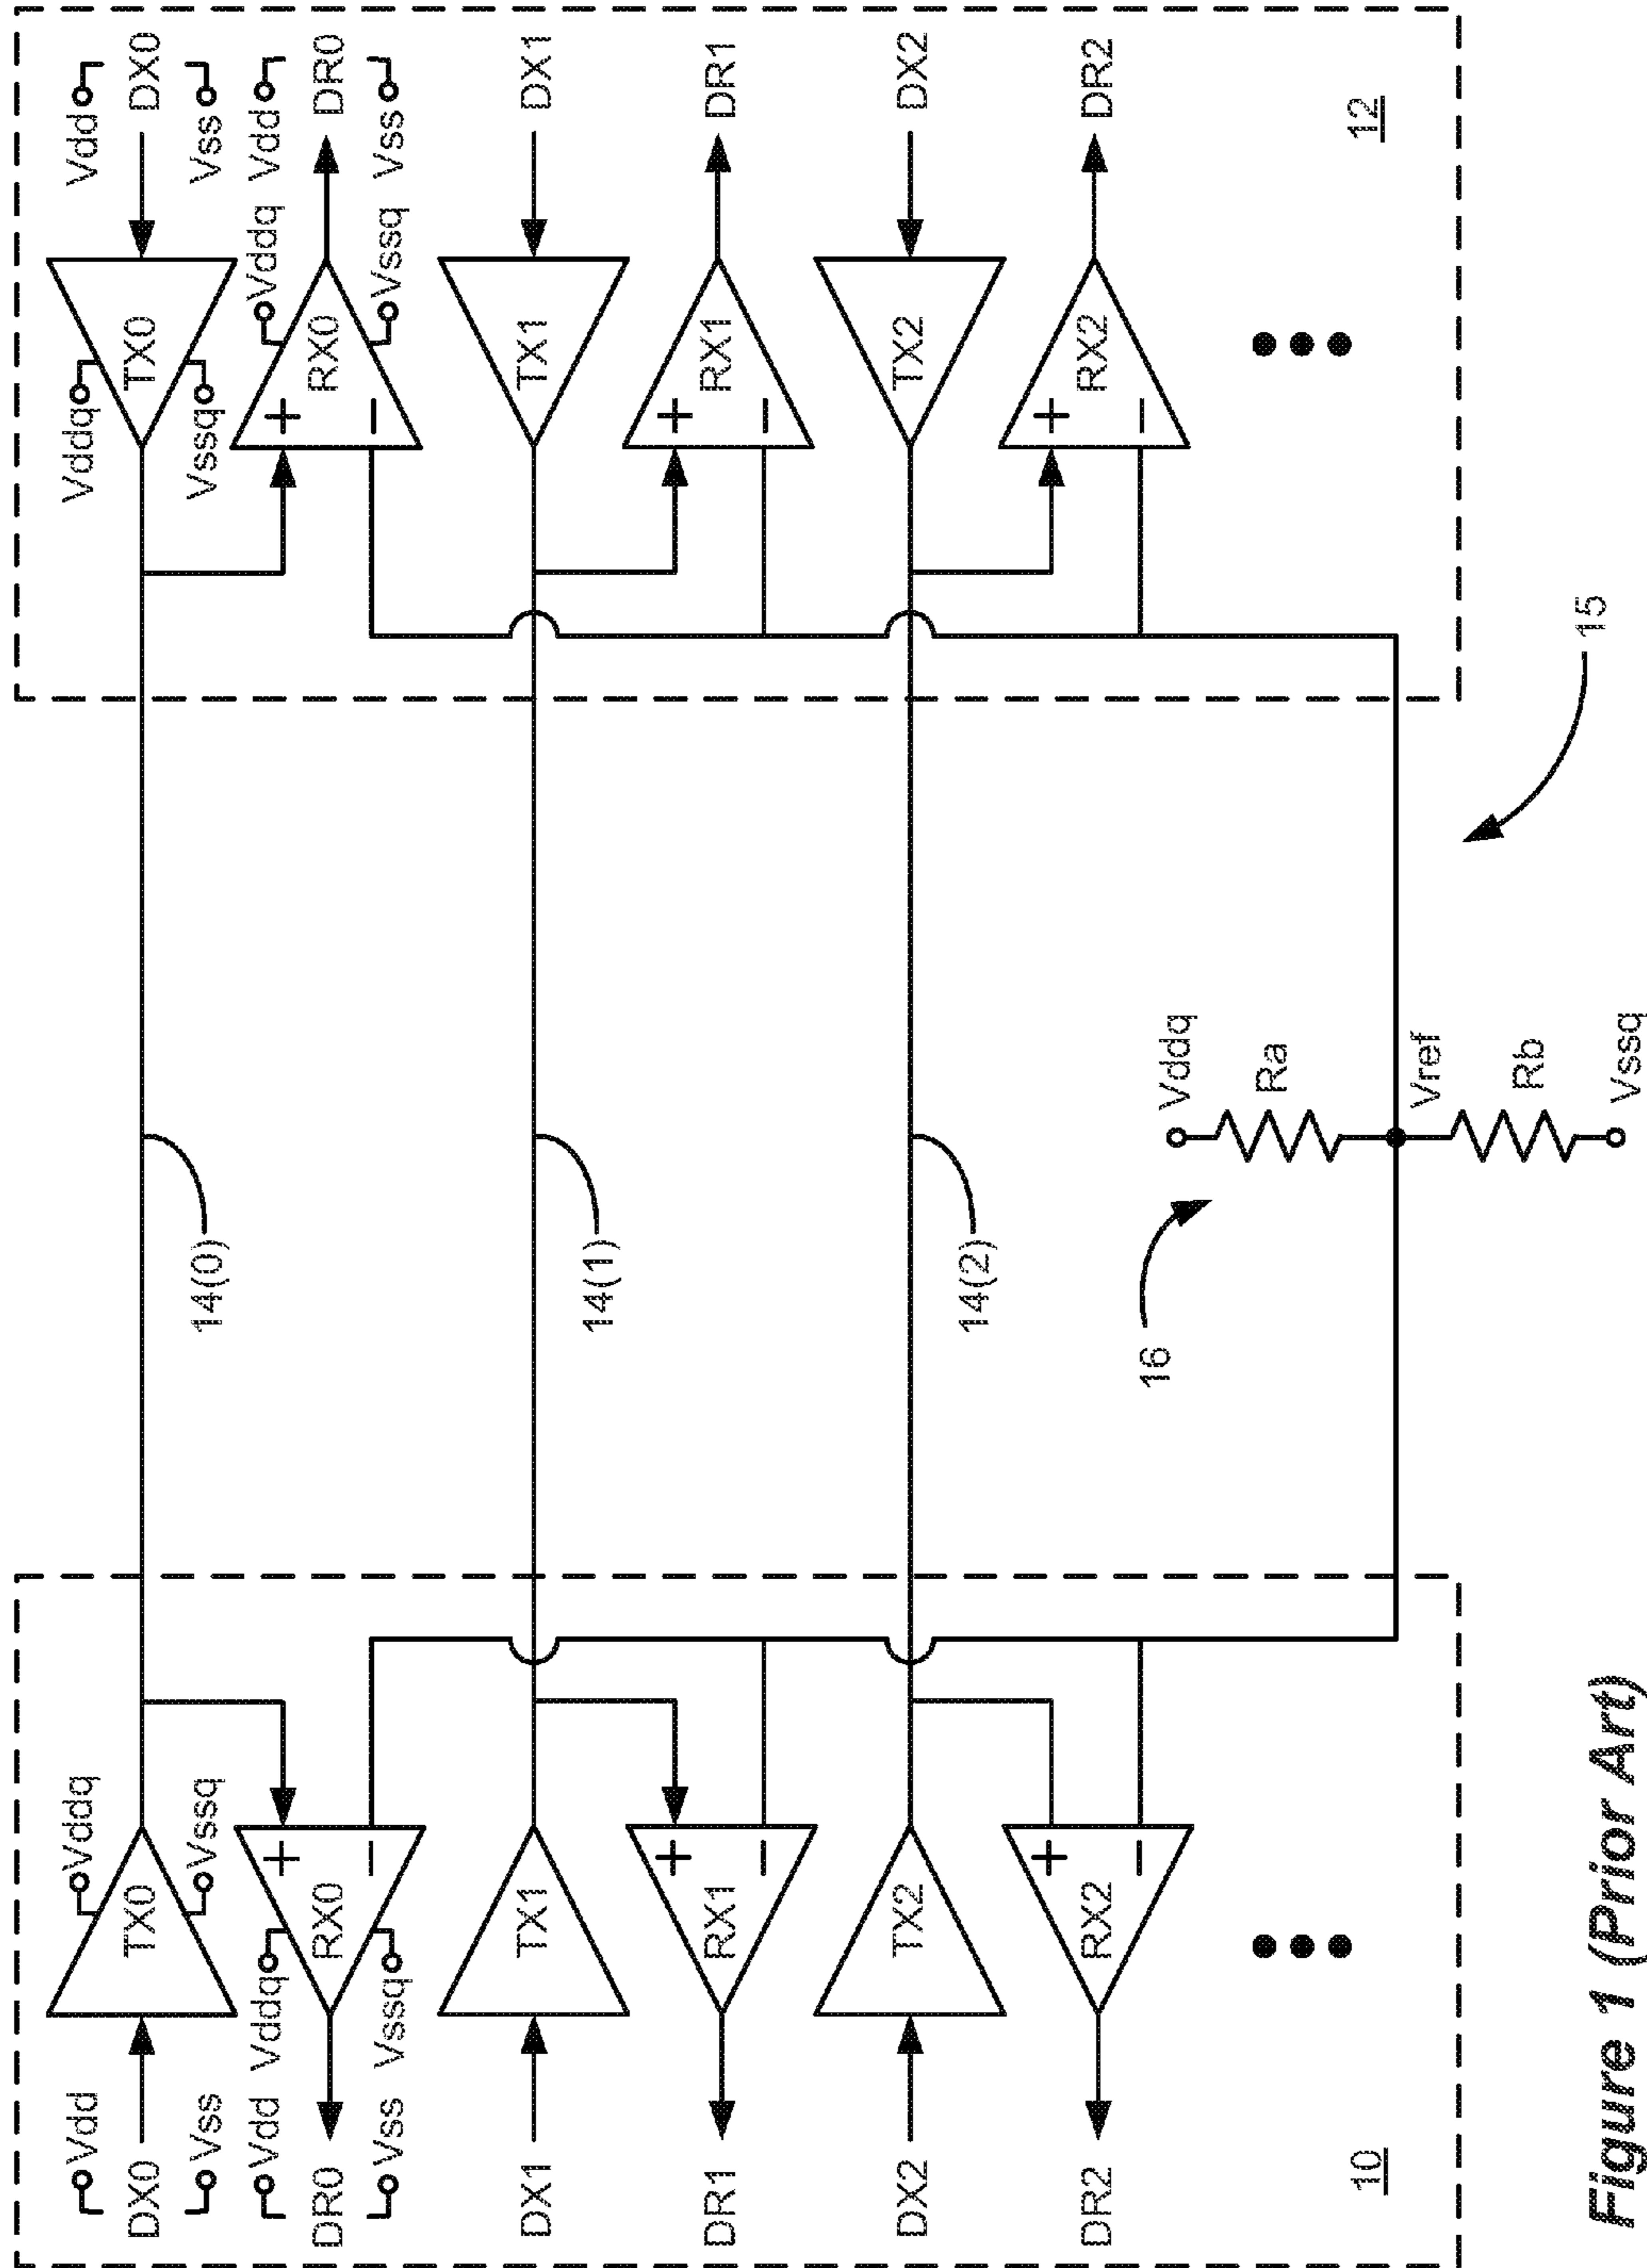 Vdd Vddq Vddq Vdd
DX0 TX0 TX0 DX0
Vss Vssq 14(0) Vssq Vss
Vdd Vddq + + Vddq Vdd
DR0 RX0 RX0 DR0
Vss Vssq − − Vssq Vss
DX1 TX1 TX1 DX1
14(1)
+ +
DR1 RX1 RX1 DR1
− −
DX2 TX2 TX2 DX2
14(2)
+ +
DR2 RX2 RX2 DR2
− −
16 Vddq
Ra
10 12
Vref
Rb
15
Vssq
Figure 1 (Prior Art)